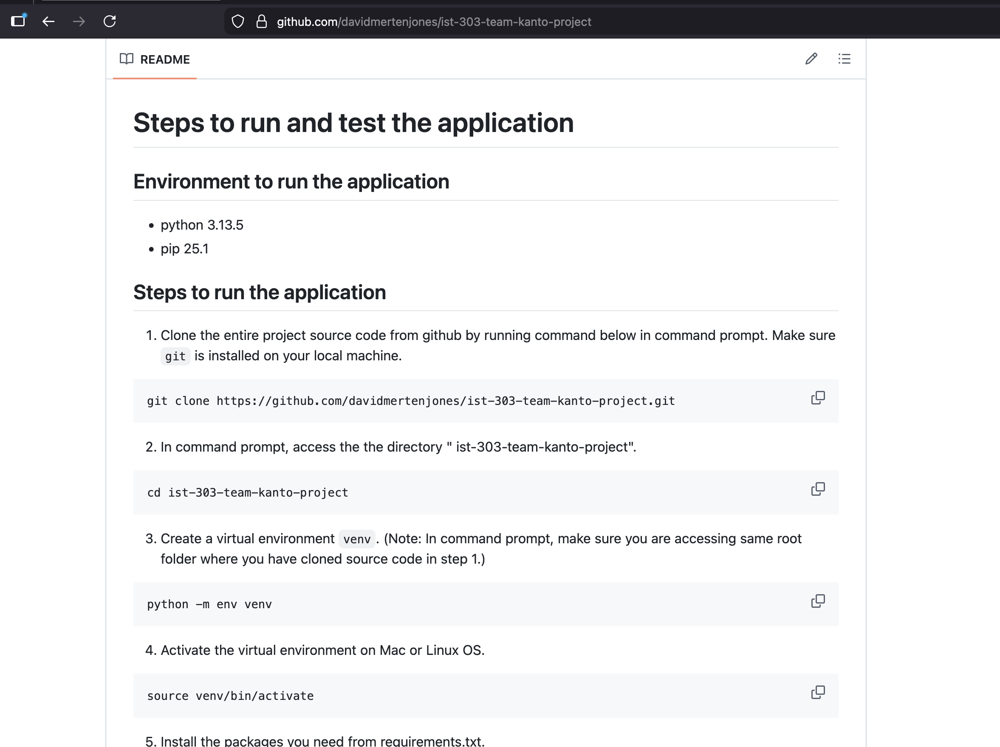 github.com/davidmertenjones/ist-303-team-kanto-project
README
Steps to run and test the application
Environment to run the application
• python 3.13.5
• pip 25.1
Steps to run the application
1. Clone the entire project source code from github by running command below in command prompt. Make sure
git is installed on your local machine.
git clone https://github.com/davidmertenjones/ist-303-team-kanto-project.git
2. In command prompt, access the the directory " ist-303-team-kanto-project".
cd ist-303-team-kanto-project
3. Create a virtual environment venv . (Note: In command prompt, make sure you are accessing same root
folder where you have cloned source code in step 1.)
python -m env venv
4. Activate the virtual environment on Mac or Linux OS.
source venv/bin/activate
5. Install the packages you need from requirements.txt.